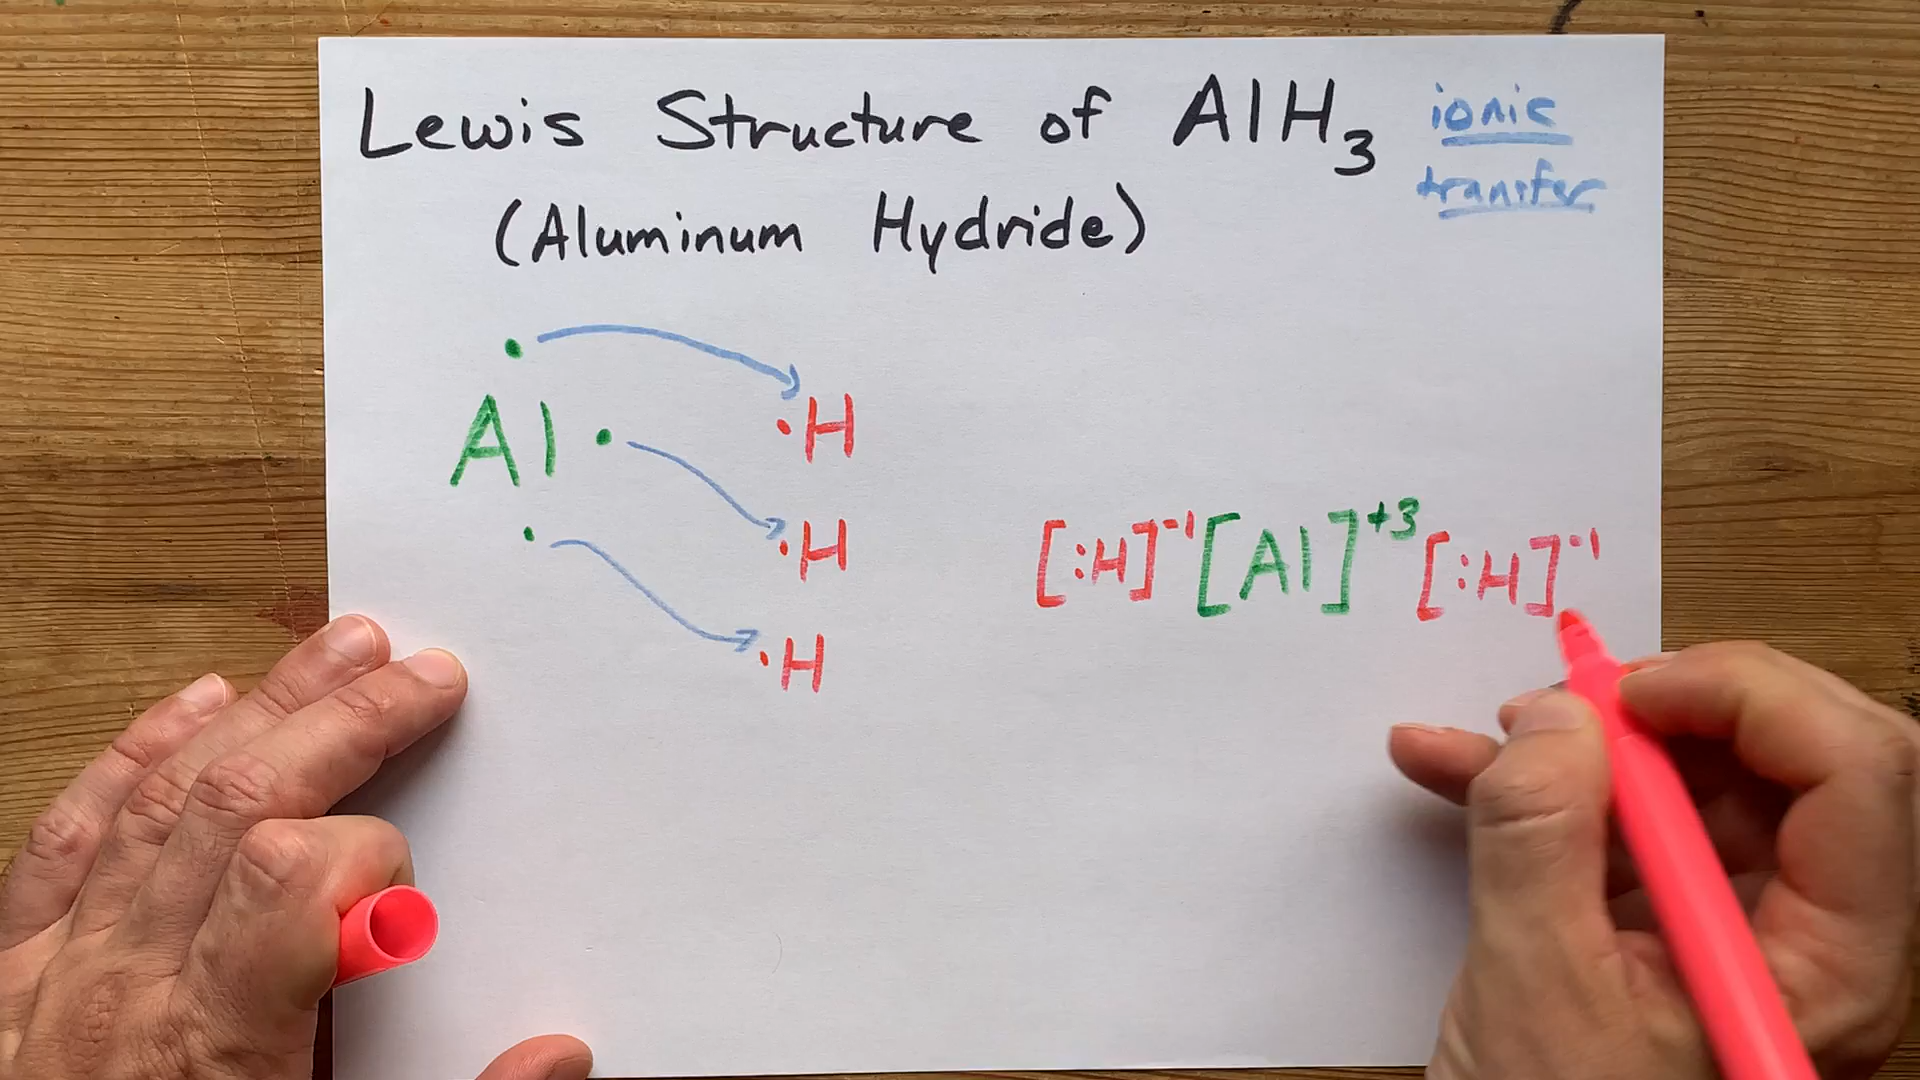 Lewis Structure of AlH₃
ionic
transfer
(Aluminum Hydride)
Al
·H
·H
·H
[:H]⁻¹ [Al]⁺³ [:H]⁻¹